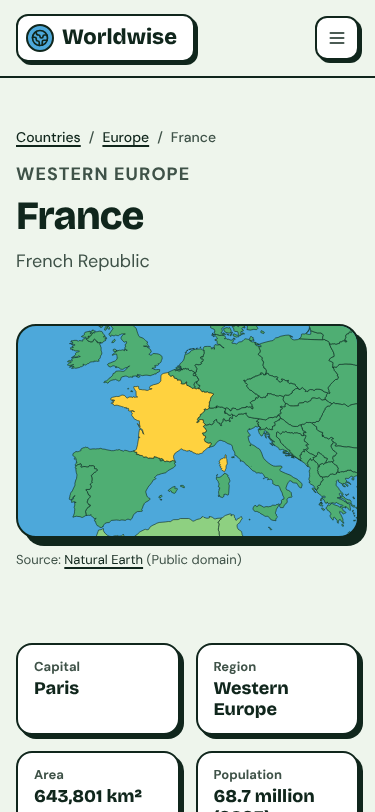 Worldwise
Countries / Europe / France
WESTERN EUROPE
France
French Republic
Source: Natural Earth (Public domain)
Capital
Paris
Region
Western
Europe
Area
643,801 km²
Population
68.7 million